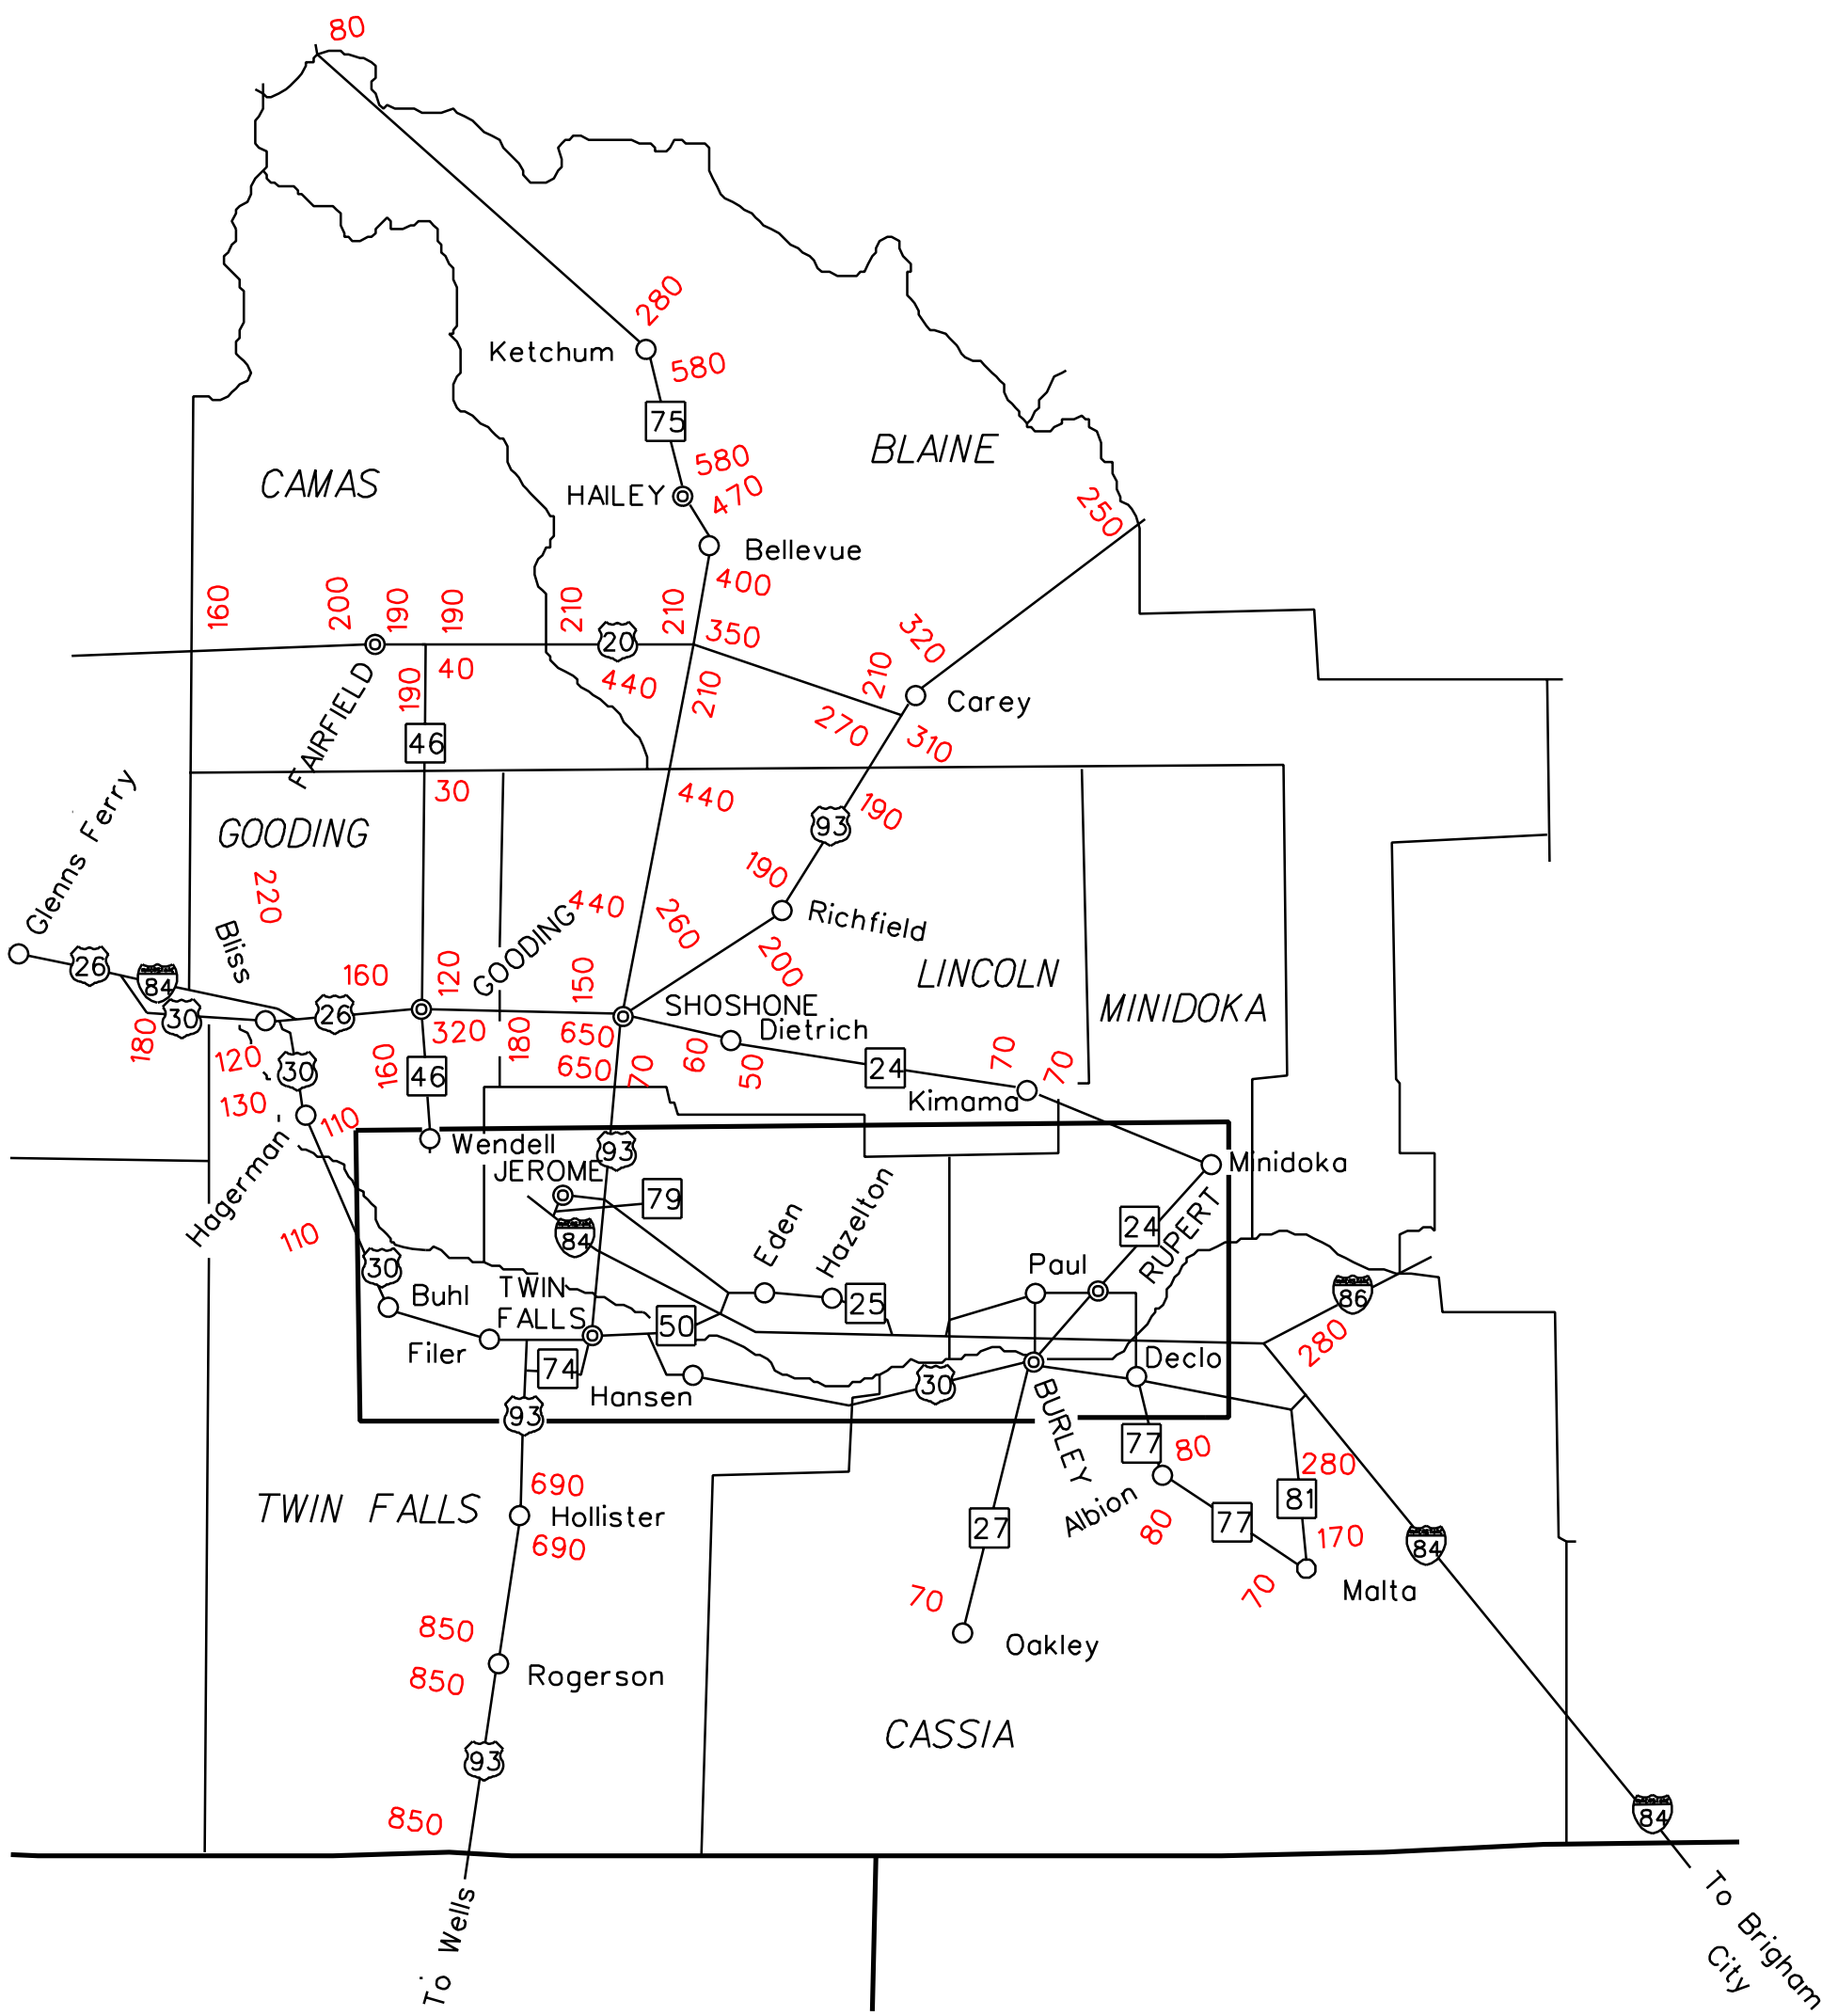 80
280
Ketchum
580
75
BLAINE
580
CAMAS
HAILEY
470
250
Bellevue
400
160
200
190
190
210
210
350
320
20
40
440
190
210
210
Carey
FAIRFIELD
270
310
46
30
440
190
93
Glenns Ferry
GOODING
190
220
440
260
Richfield
Bliss
GOODING
200
LINCOLN
26
84
160
120
150
MINIDOKA
SHOSHONE
30
26
Dietrich
180
320
180
650
60
50
70
70
120
160
46
650
70
24
30
Kimama
130
110
Wendell
93
Minidoka
JEROME
79
Hagerman
Eden
Hazelton
24
RUPERT
110
84
30
Paul
Buhl
TWIN
FALLS
25
86
50
Filer
280
74
Declo
Hansen
30
93
BURLEY
77
80
280
690
Albion
81
TWIN FALLS
Hollister
27
80
77
690
170
84
70
70
Malta
850
Oakley
850
Rogerson
CASSIA
93
850
84
To Wells
To Brigham
City